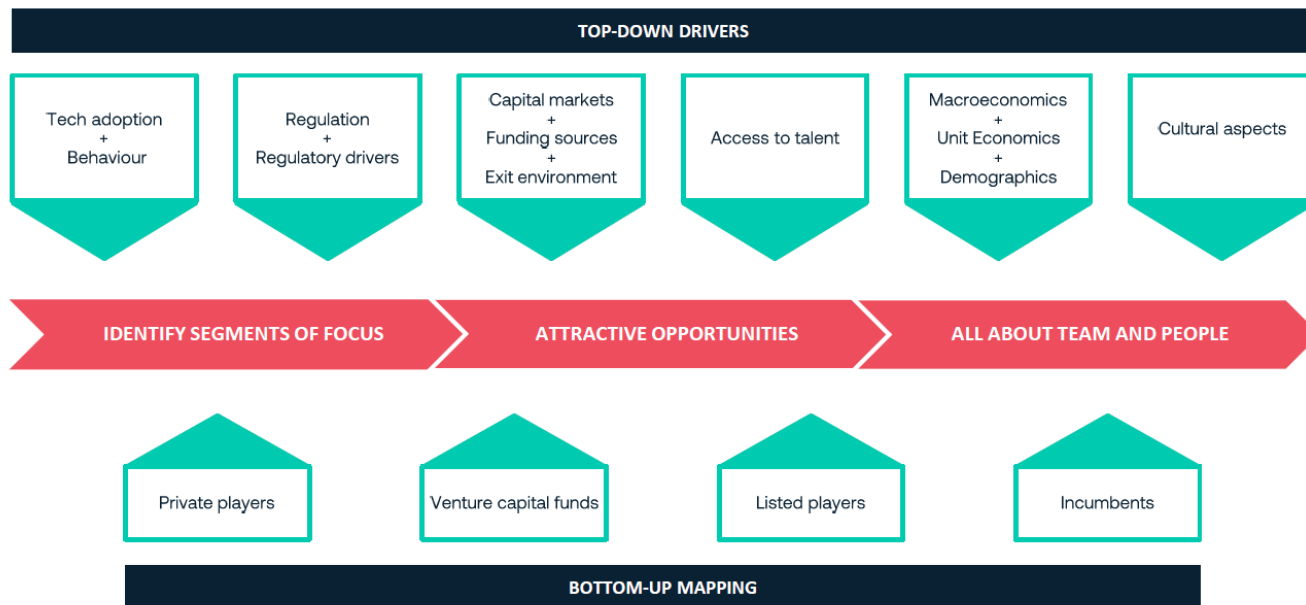 TOP-DOWN DRIVERS
Tech adoption
+
Behaviour
Regulation
+
Regulatory drivers
Capital markets
+
Funding sources
+
Exit environment
Access to talent
Macroeconomics
+
Unit Economics
+
Demographics
Cultural aspects
IDENTIFY SEGMENTS OF FOCUS
ATTRACTIVE OPPORTUNITIES
ALL ABOUT TEAM AND PEOPLE
Private players
Venture capital funds
Listed players
Incumbents
BOTTOM-UP MAPPING